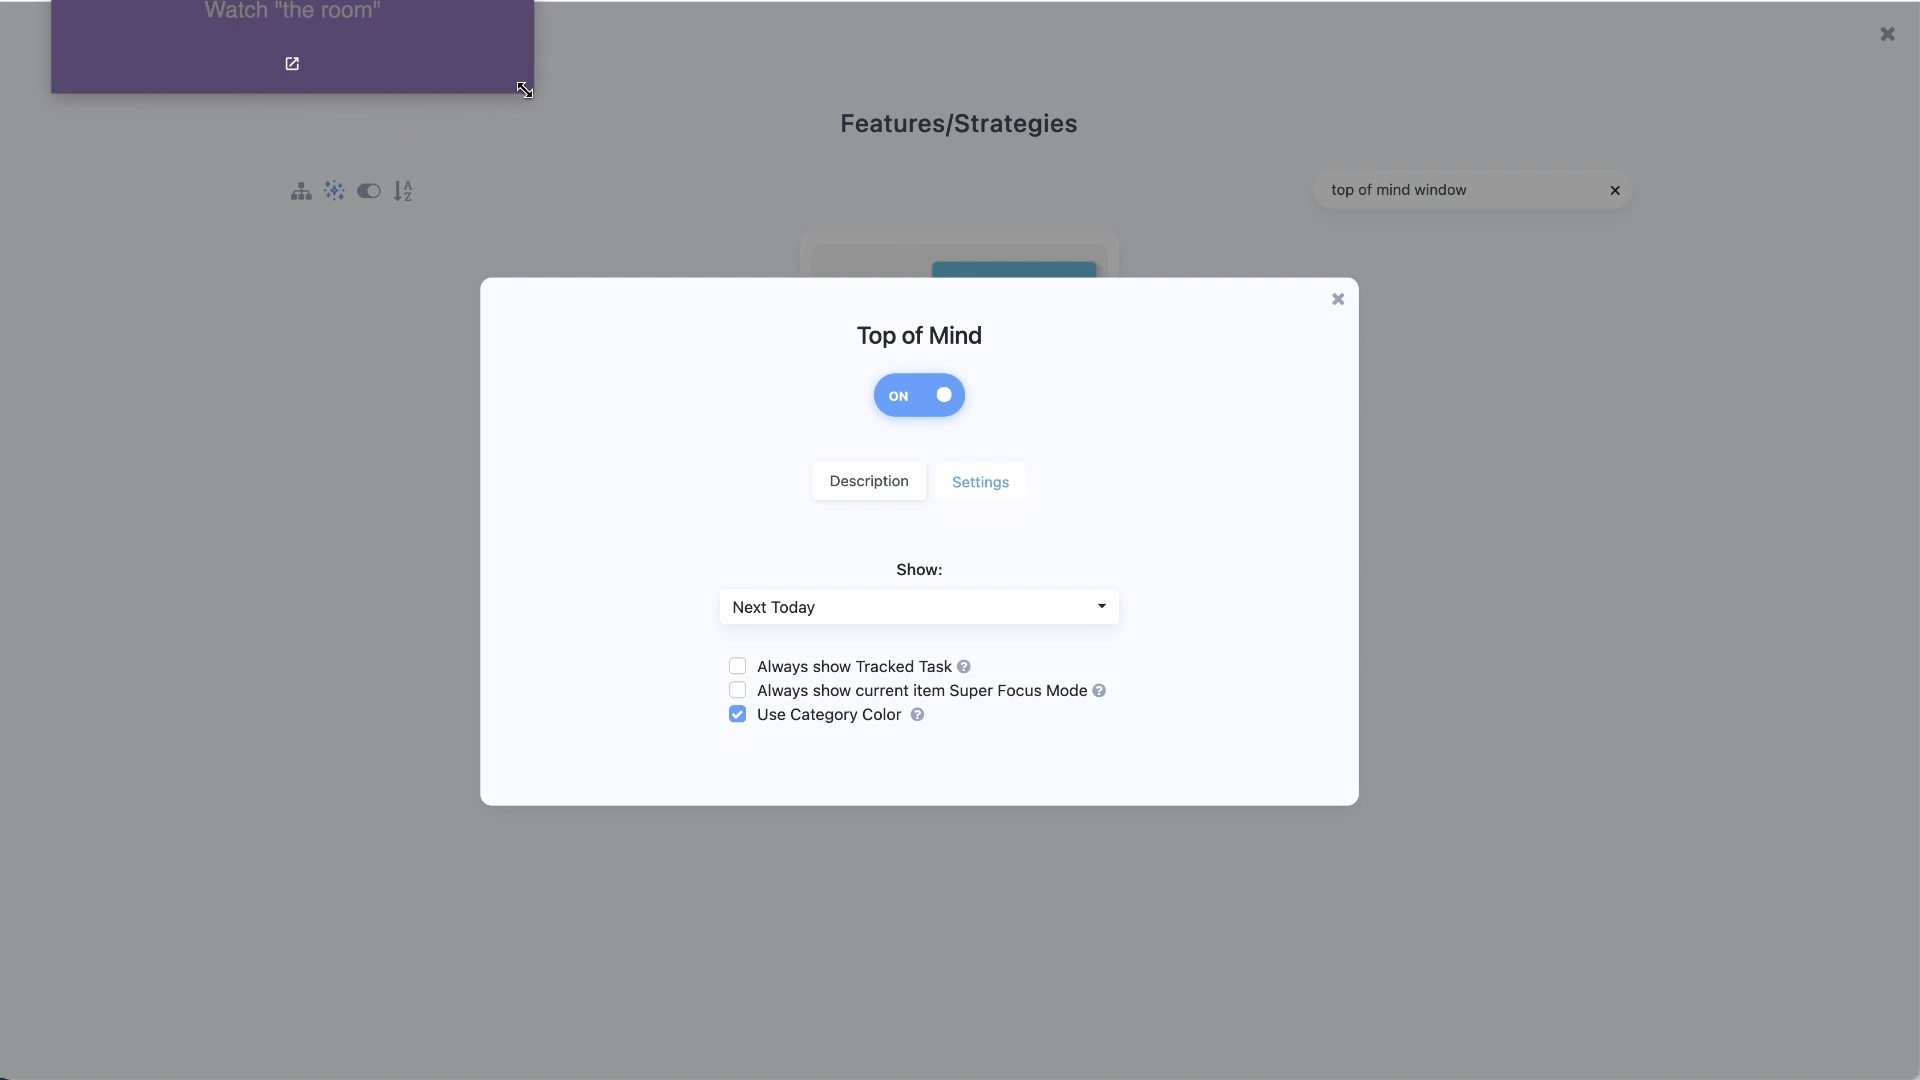 Watch "the room"
Features/Strategies
top of mind window
Top of Mind
ON
Description
Settings
Show:
Next Today
Always show Tracked Task
Always show current item Super Focus Mode
Use Category Color